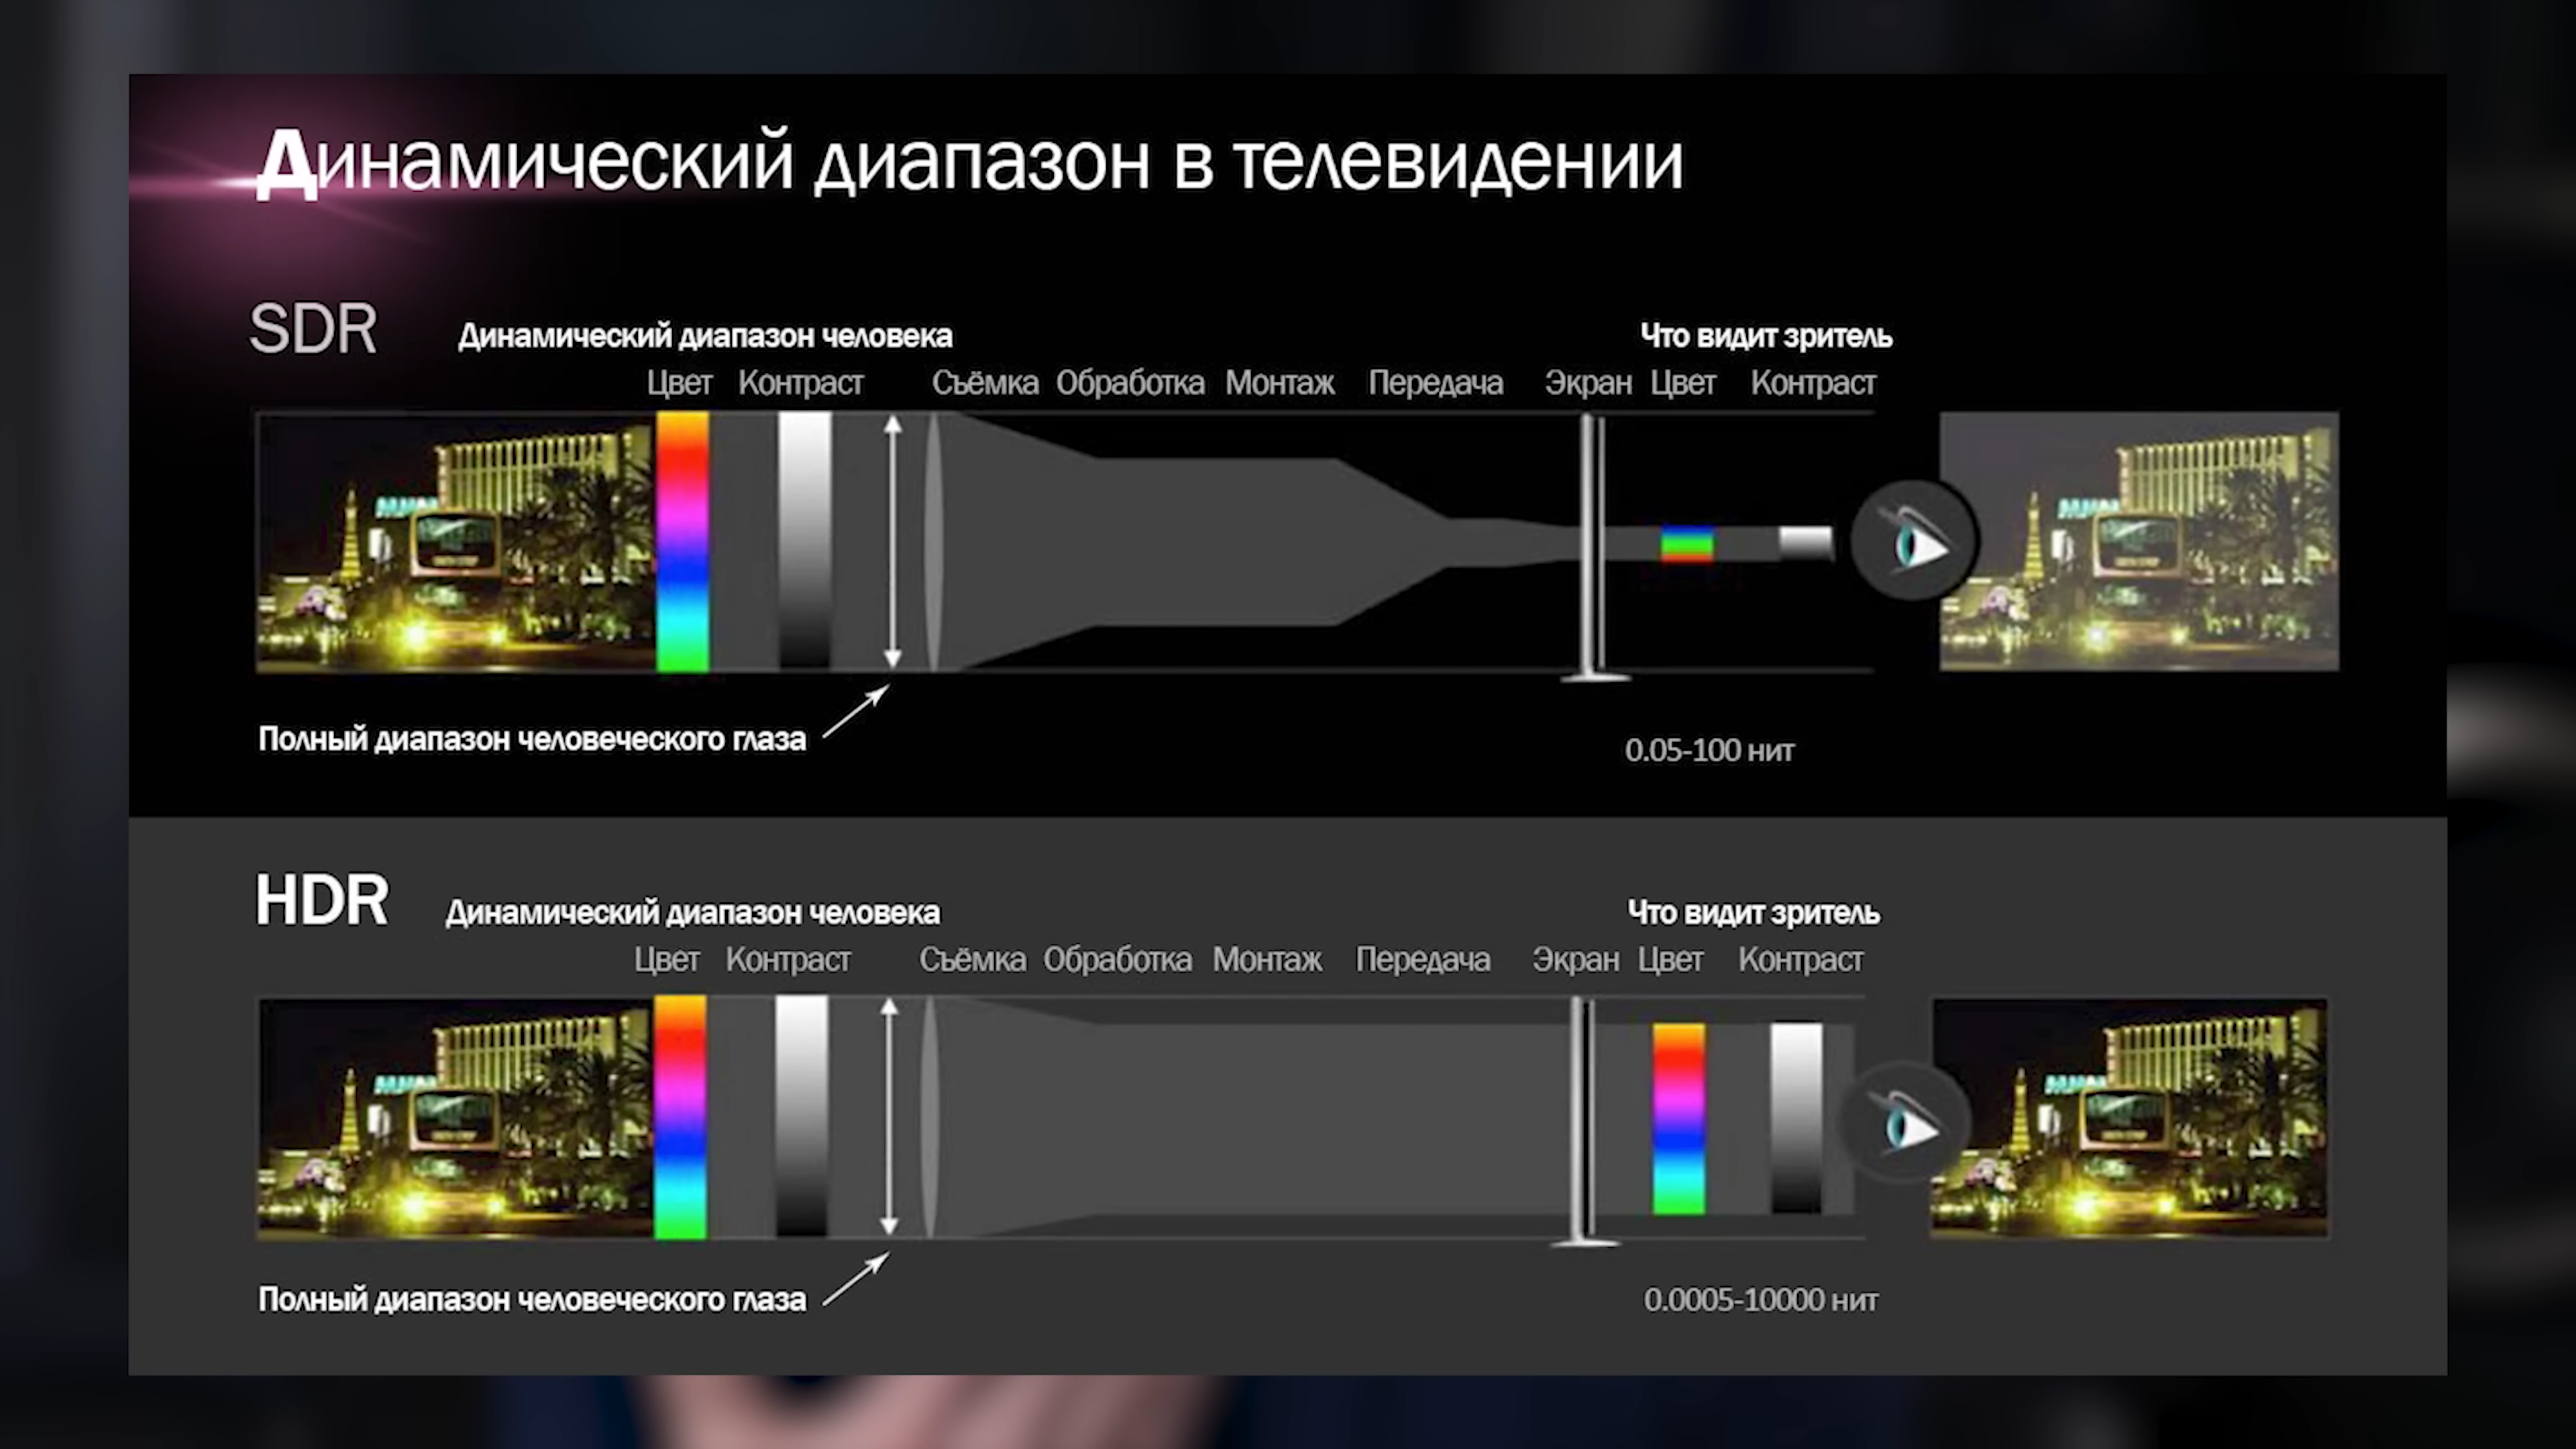 Динамический диапазон в телевидении
SDR
Динамический диапазон человека
Что видит зритель
Цвет Контраст Съёмка Обработка Монтаж Передача Экран Цвет Контраст
Полный диапазон человеческого глаза
0.05-100 нит
HDR
Динамический диапазон человека
Что видит зритель
Цвет Контраст Съёмка Обработка Монтаж Передача Экран Цвет Контраст
Полный диапазон человеческого глаза
0.0005-10000 нит